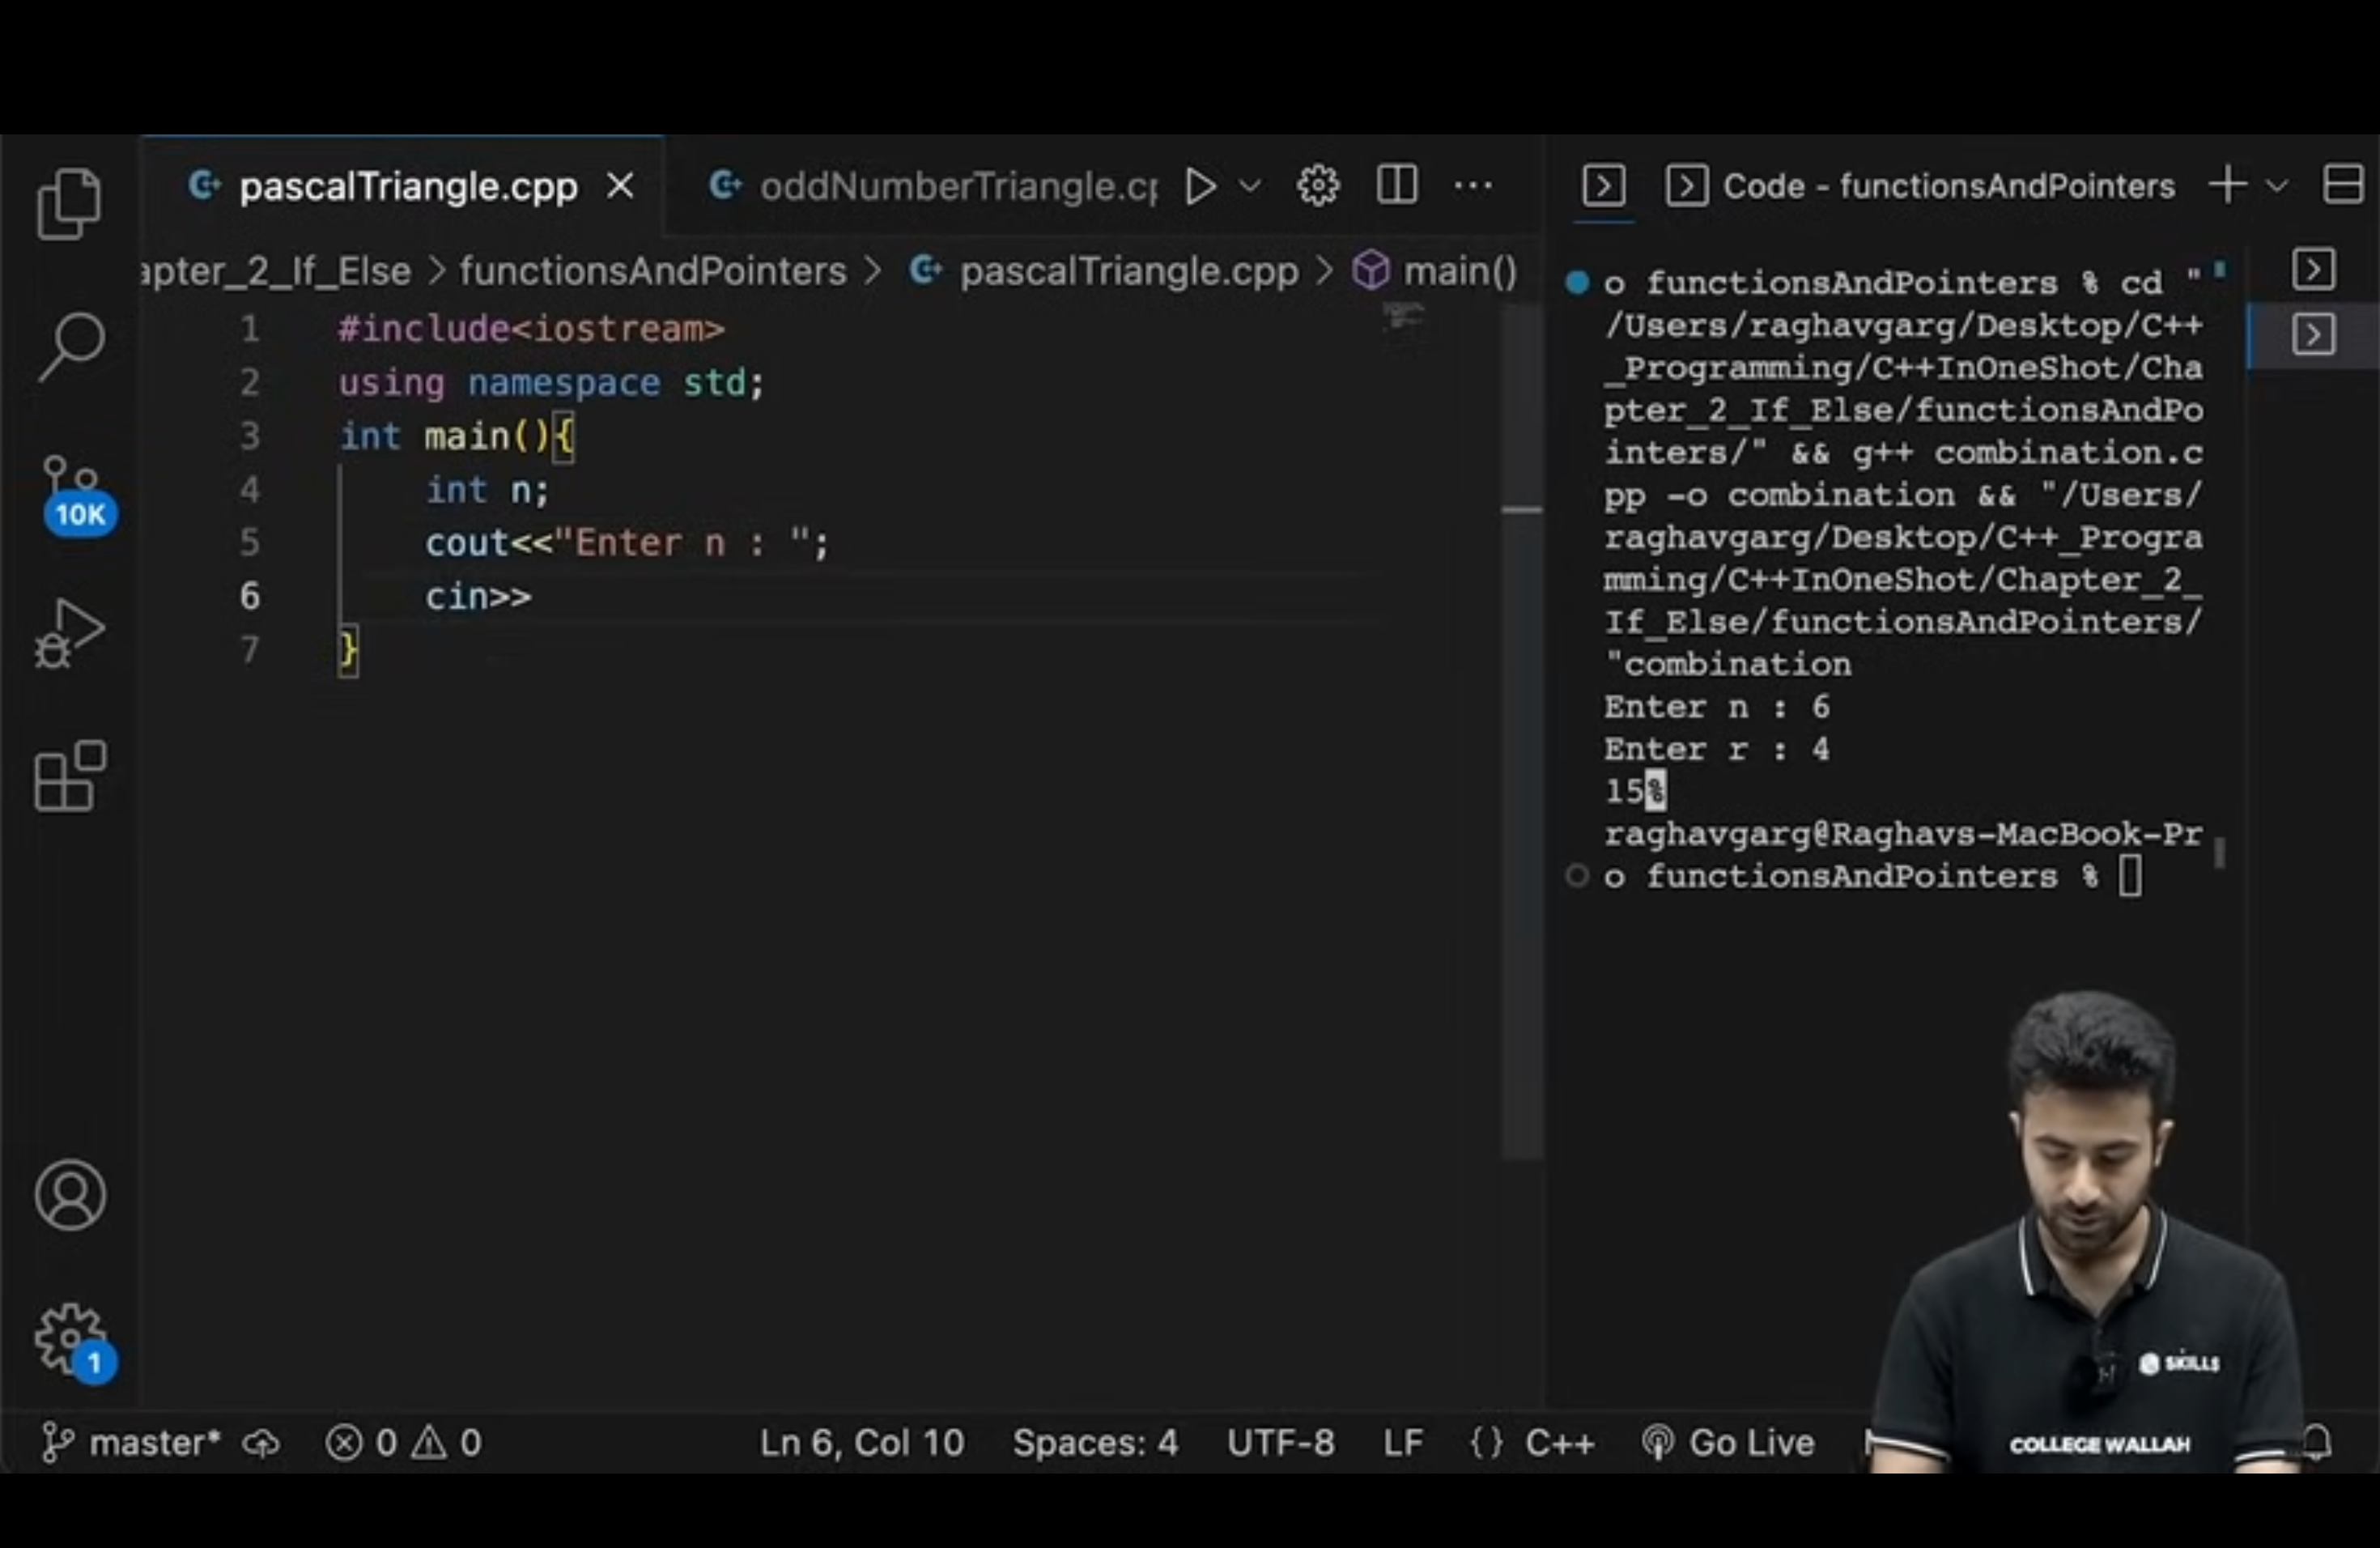 pascalTriangle.cpp
oddNumberTriangle.cp
Code - functionsAndPointers
apter_2_If_Else > functionsAndPointers > pascalTriangle.cpp > main()
1 #include<iostream>
2 using namespace std;
3 int main(){
4 int n;
5 cout<<"Enter n : ";
6 cin>>
7 }
10K
1
o functionsAndPointers % cd "
/Users/raghavgarg/Desktop/C++
_Programming/C++InOneShot/Cha
pter_2_If_Else/functionsAndPo
inters/" && g++ combination.c
pp -o combination && "/Users/
raghavgarg/Desktop/C++_Progra
mming/C++InOneShot/Chapter_2_
If_Else/functionsAndPointers/
"combination
Enter n : 6
Enter r : 4
15%
raghavgarg@Raghavs-MacBook-Pr
o functionsAndPointers %
SKILLS
COLLEGE WALLAH
master* 0 0 Ln 6, Col 10 Spaces: 4 UTF-8 LF {} C++ Go Live